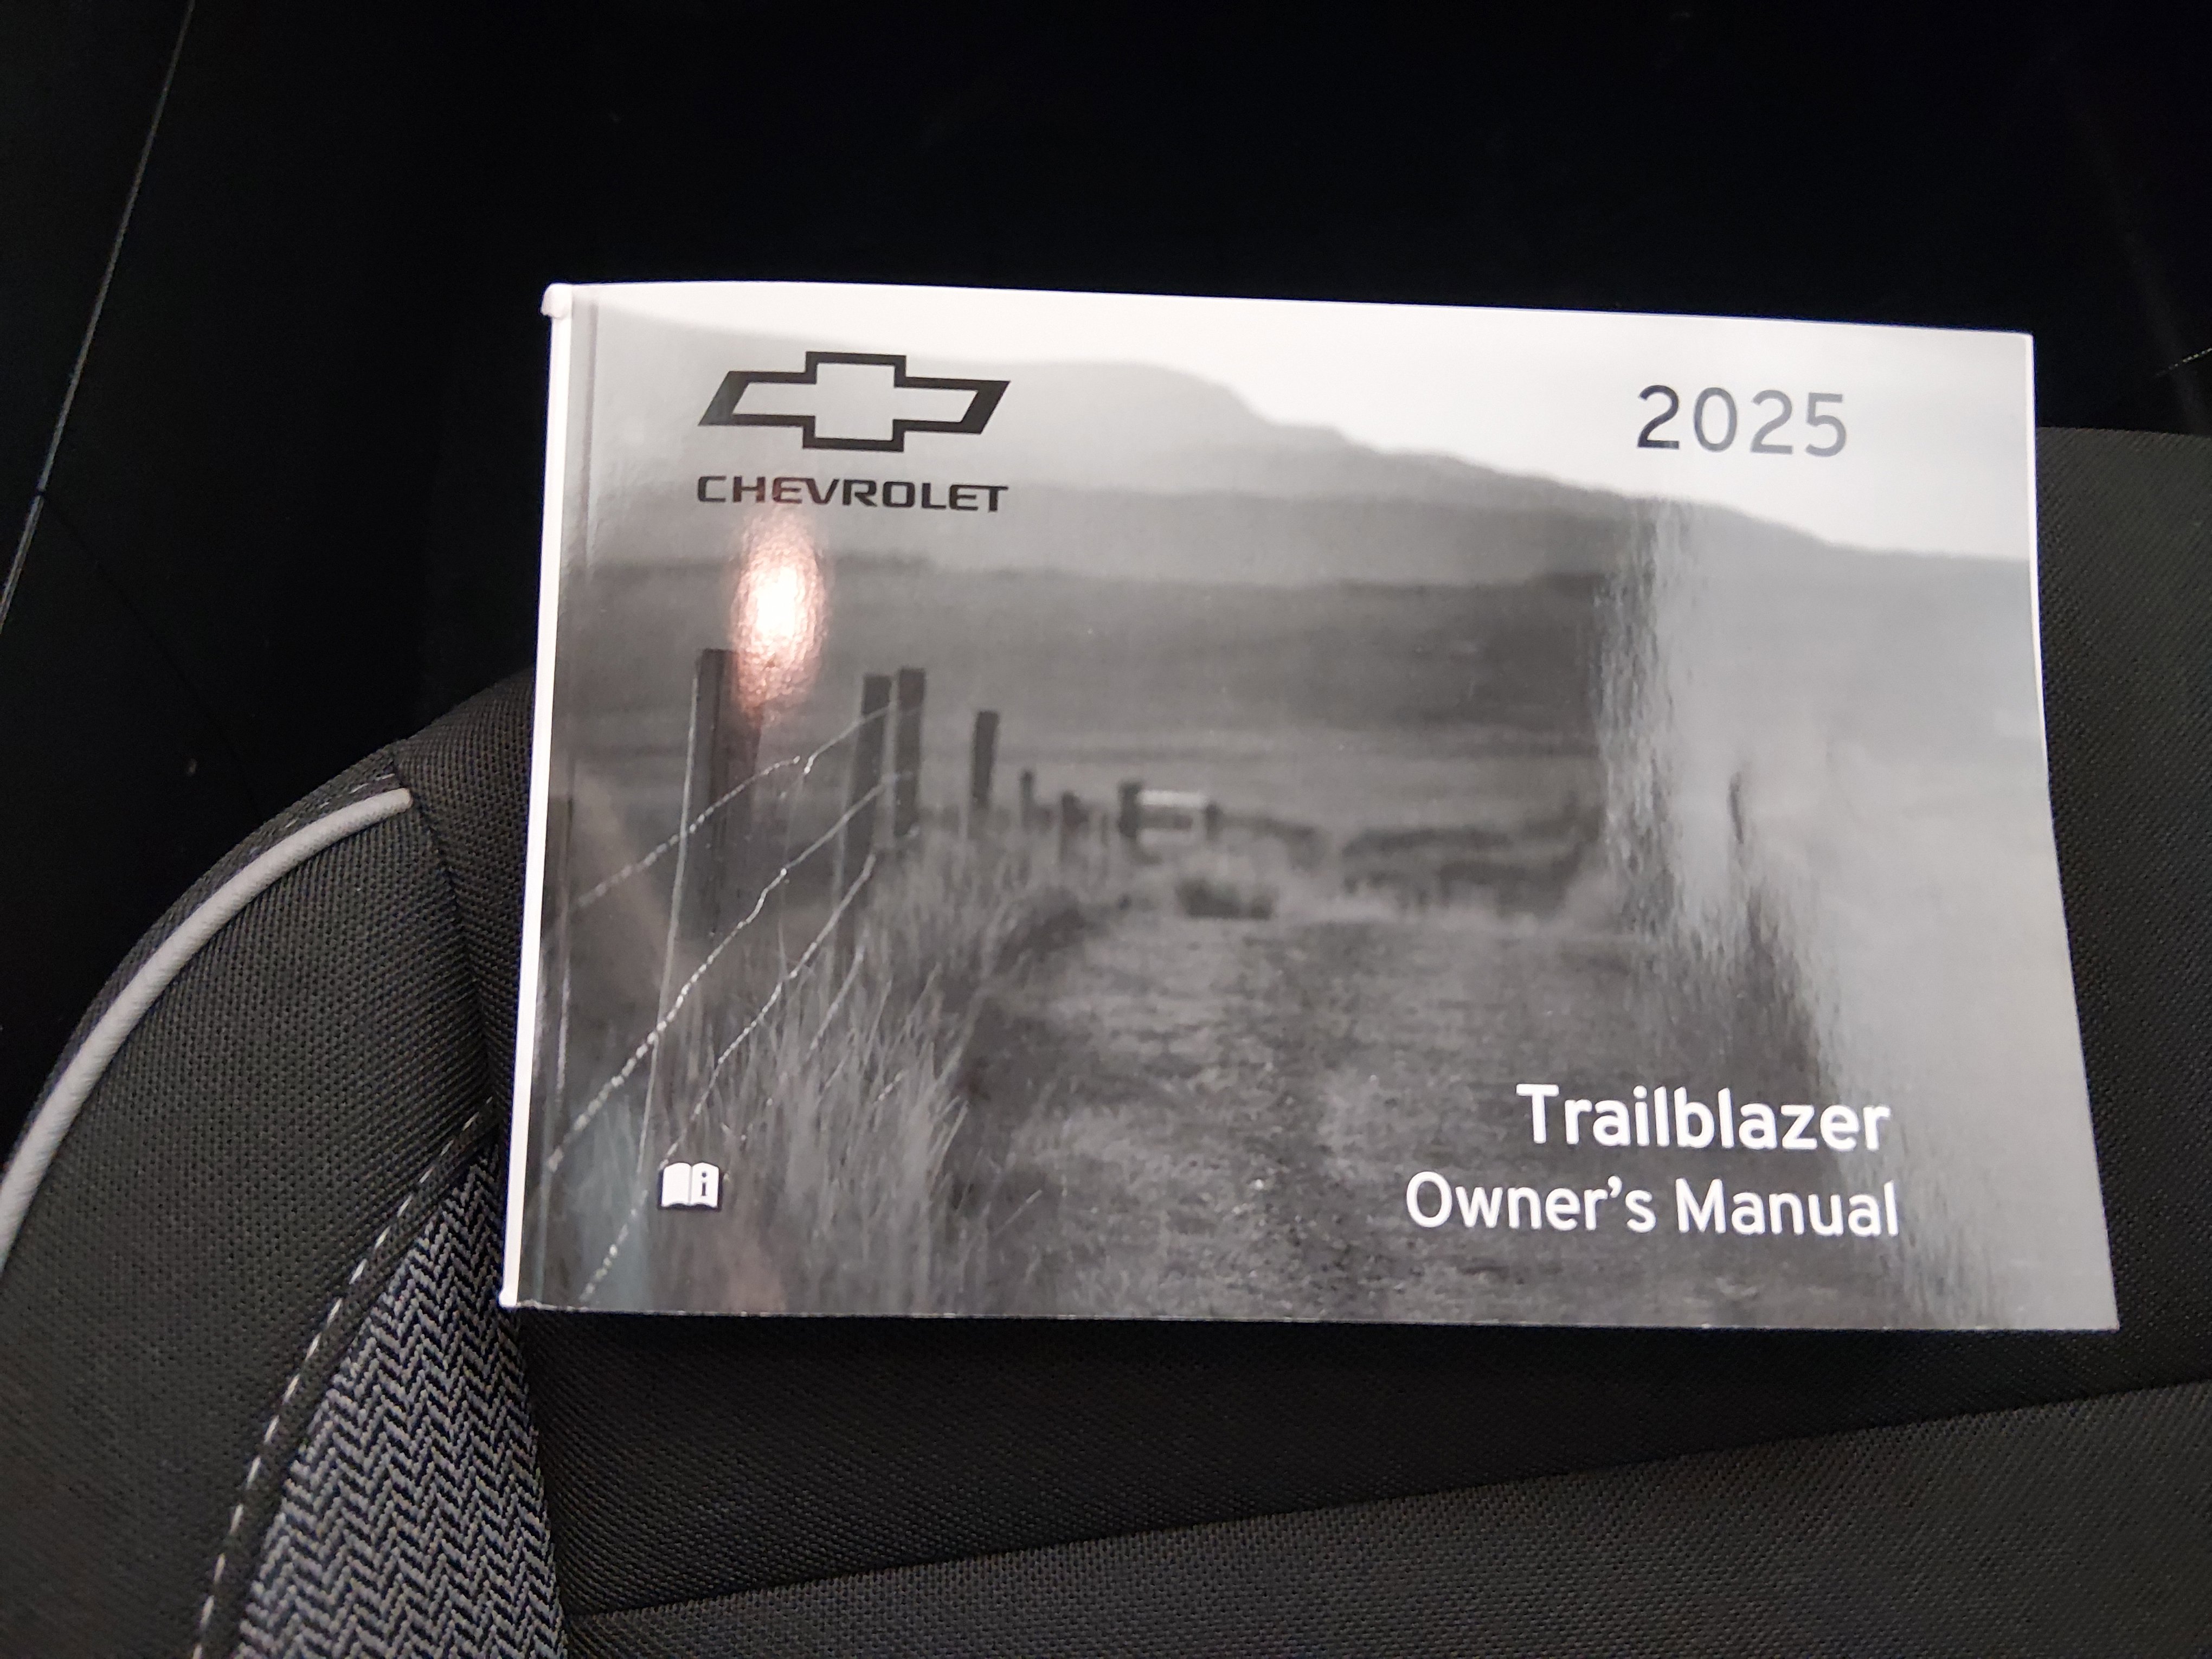 CHEVROLET
2025
Trailblazer
Owner's Manual